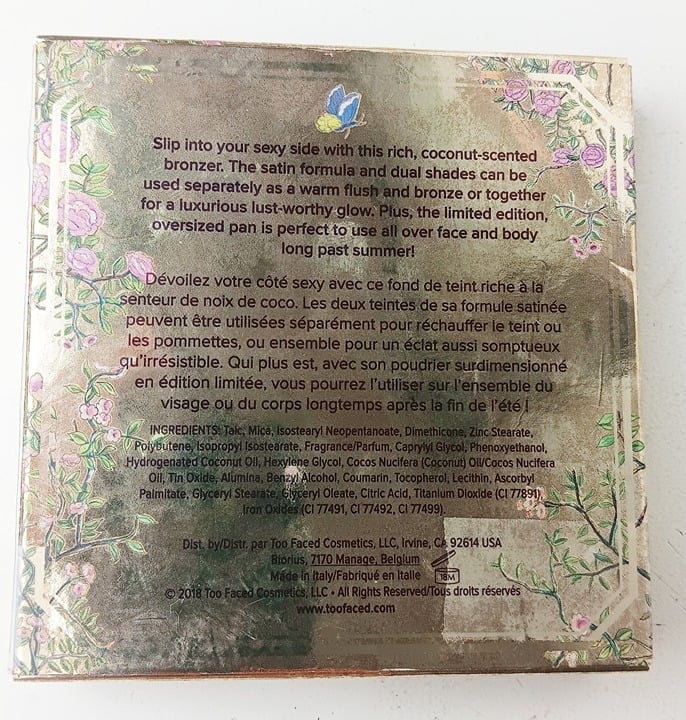 Slip into your sexy side with this rich, coconut-scented
bronzer. The satin formula and dual shades can be
used separately as a warm flush and bronze or together
for a luxurious lust-worthy glow. Plus, the limited edition,
oversized pan is perfect to use all over face and body
long past summer!
Dévoilez votre côté sexy avec ce fond de teint riche à la
senteur de noix de coco. Les deux teintes de sa formule satinée
peuvent être utilisées séparément pour réchauffer le teint ou
les pommettes, ou ensemble pour un éclat aussi somptueux
qu'irrésistible. Qui plus est, avec son poudrier surdimensionné
en édition limitée, vous pourrez l'utiliser sur l'ensemble du
visage ou du corps longtemps après la fin de l'été !
INGREDIENTS: Talc, Mica, Isostearyl Neopentanoate, Dimethicone, Zinc Stearate,
Polybutene, Isopropyl Isostearate, Fragrance/Parfum, Caprylyl Glycol, Phenoxyethanol,
Hydrogenated Coconut Oil, Hexylene Glycol, Cocos Nucifera (Coconut) Oil/Cocos Nucifera
Oil, Tin Oxide, Alumina, Benzyl Alcohol, Coumarin, Tocopherol, Lecithin, Ascorbyl
Palmitate, Glyceryl Stearate, Glyceryl Oleate, Citric Acid, Titanium Dioxide (CI 77891),
Iron Oxides (CI 77491, CI 77492, CI 77499).
Dist. by/Distr. par Too Faced Cosmetics, LLC, Irvine, CA 92614 USA
Biorius, 7170 Manage, Belgium
Made in Italy/Fabriqué en Italie 18M
© 2018 Too Faced Cosmetics, LLC • All Rights Reserved/Tous droits réservés
www.toofaced.com